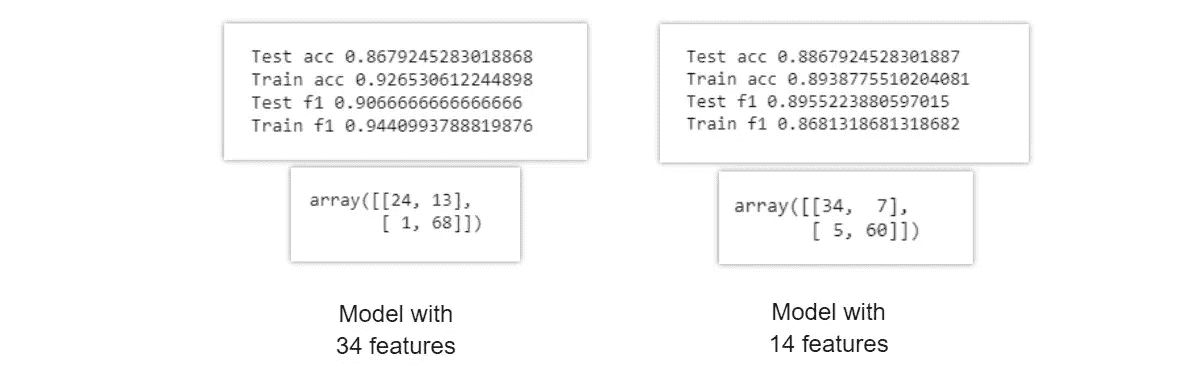 Test acc 0.8679245283018868
Train acc 0.926530612244898
Test f1 0.9066666666666666
Train f1 0.9440993788819876
array([[24, 13],
[ 1, 68]])
Model with
34 features
Test acc 0.8867924528301887
Train acc 0.8938775510204081
Test f1 0.8955223880597015
Train f1 0.8681318681318682
array([[34, 7],
[ 5, 60]])
Model with
14 features